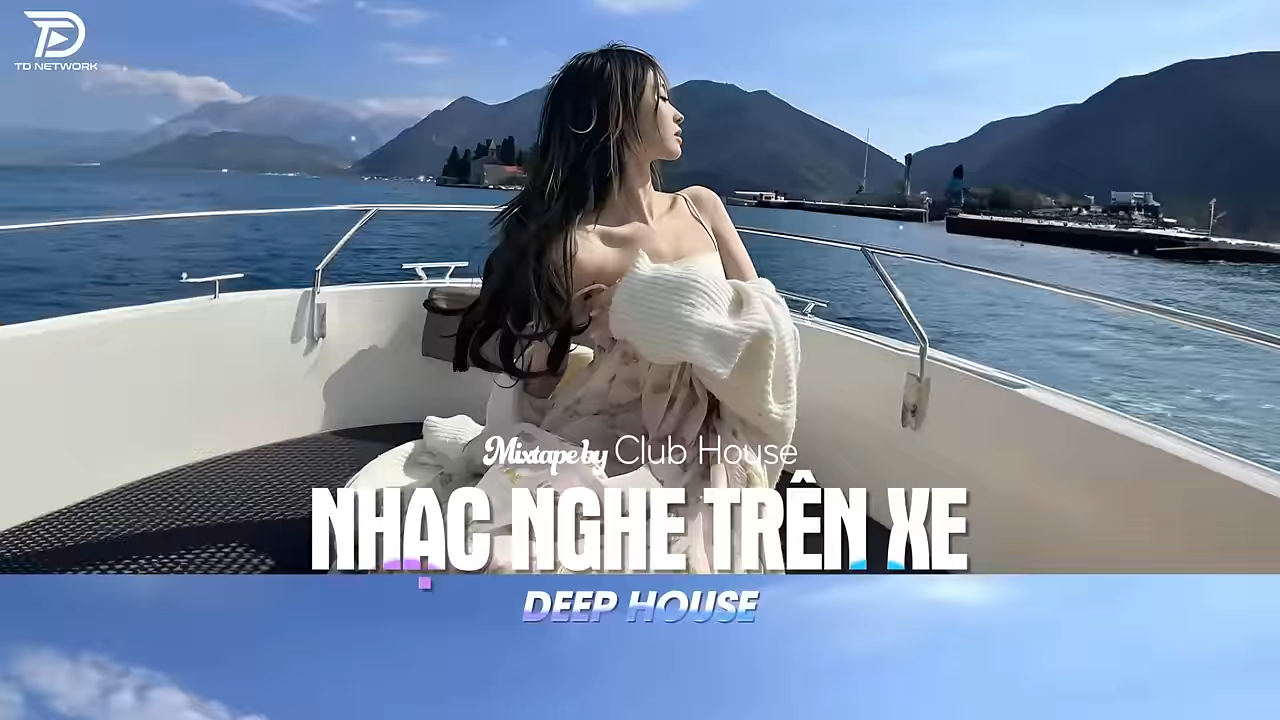 TD NETWORK
Mixtape by Club House
NHẠC NGHE TRÊN XE
DEEP HOUSE